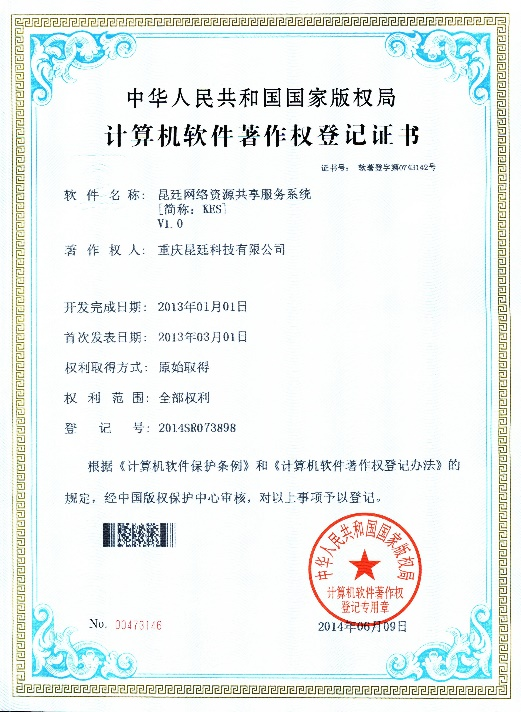 中华人民共和国国家版权局
计算机软件著作权登记证书
证书号： 软著登字第0743142号
软件名称： 昆廷网络资源共享服务系统
[简称：KES]
V1.0
著作权人： 重庆昆廷科技有限公司
开发完成日期： 2013年01月01日
首次发表日期： 2013年03月01日
权利取得方式： 原始取得
权利范围： 全部权利
登记号： 2014SR073898
根据《计算机软件保护条例》和《计算机软件著作权登记办法》的
规定，经中国版权保护中心审核，对以上事项予以登记。
中华人民共和国国家版权局
计算机软件著作权
登记专用章
No. 00473146
2014年06月09日